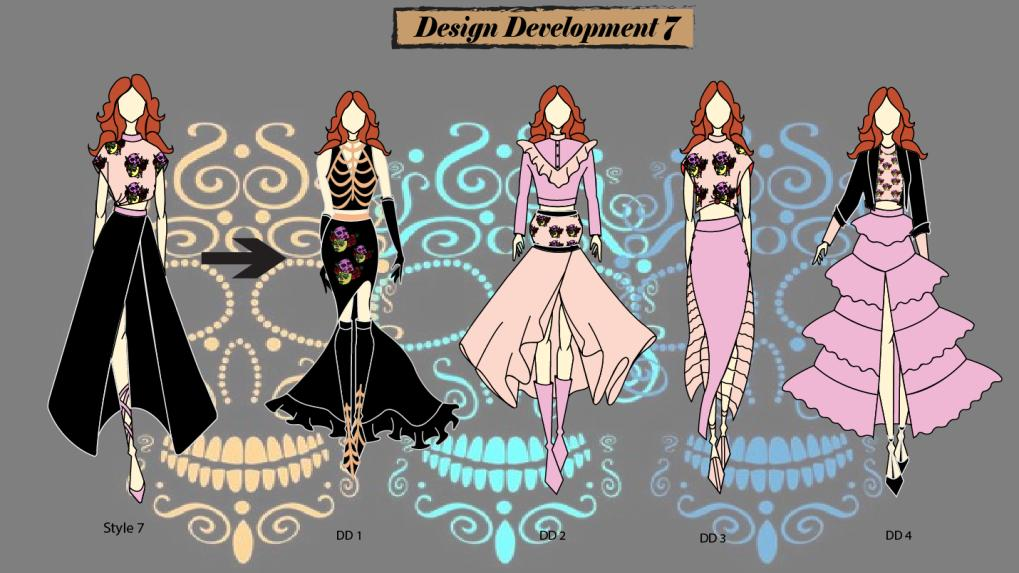 Design Development 7
Style 7
DD 1
DD 2
DD 3
DD 4